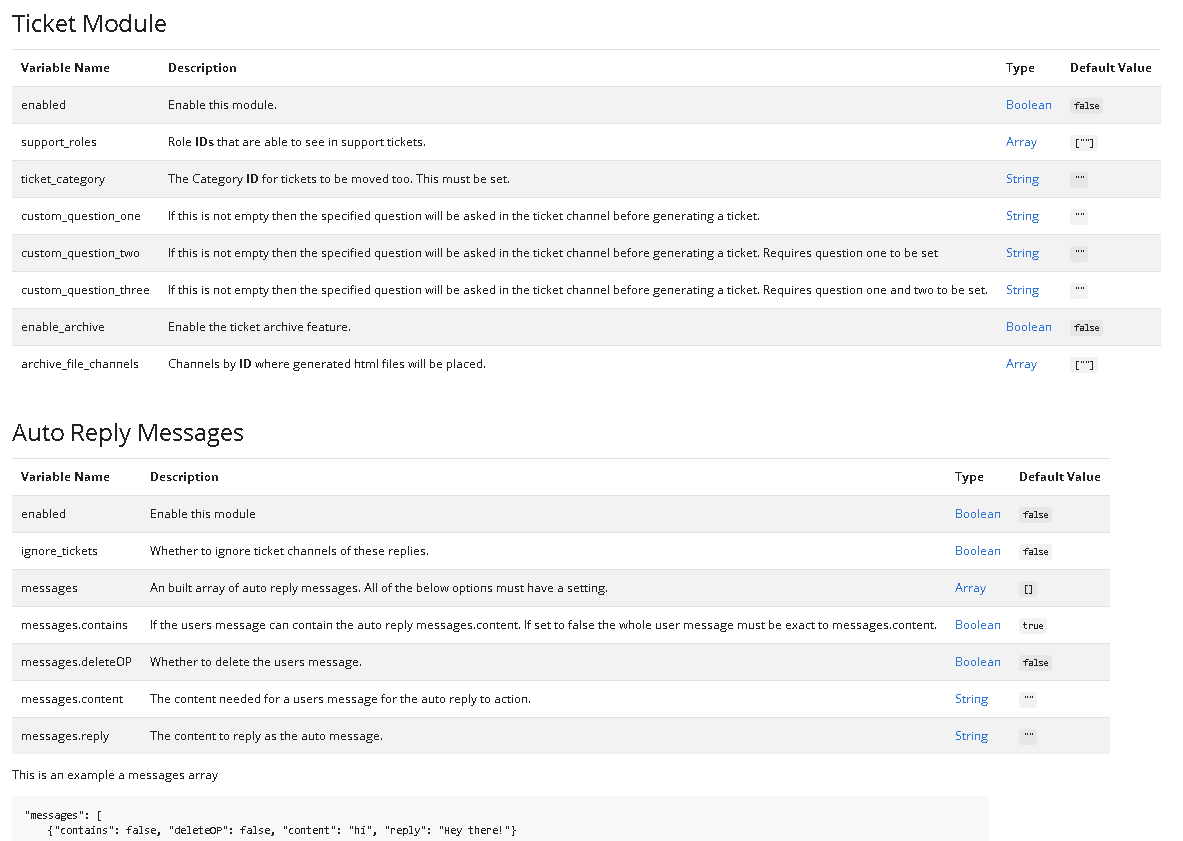 Ticket Module
Variable Name Description Type Default Value
enabled Enable this module. Boolean false
support_roles Role IDs that are able to see in support tickets. Array [""]
ticket_category The Category ID for tickets to be moved too. This must be set. String ""
custom_question_one If this is not empty then the specified question will be asked in the ticket channel before generating a ticket. String ""
custom_question_two If this is not empty then the specified question will be asked in the ticket channel before generating a ticket. Requires question one to be set String ""
custom_question_three If this is not empty then the specified question will be asked in the ticket channel before generating a ticket. Requires question one and two to be set. String ""
enable_archive Enable the ticket archive feature. Boolean false
archive_file_channels Channels by ID where generated html files will be placed. Array [""]
Auto Reply Messages
Variable Name Description Type Default Value
enabled Enable this module Boolean false
ignore_tickets Whether to ignore ticket channels of these replies. Boolean false
messages An built array of auto reply messages. All of the below options must have a setting. Array []
messages.contains If the users message can contain the auto reply messages.content. If set to false the whole user message must be exact to messages.content. Boolean true
messages.deleteOP Whether to delete the users message. Boolean false
messages.content The content needed for a users message for the auto reply to action. String ""
messages.reply The content to reply as the auto message. String ""
This is an example a messages array
"messages": [
{"contains": false, "deleteOP": false, "content": "hi", "reply": "Hey there!"}